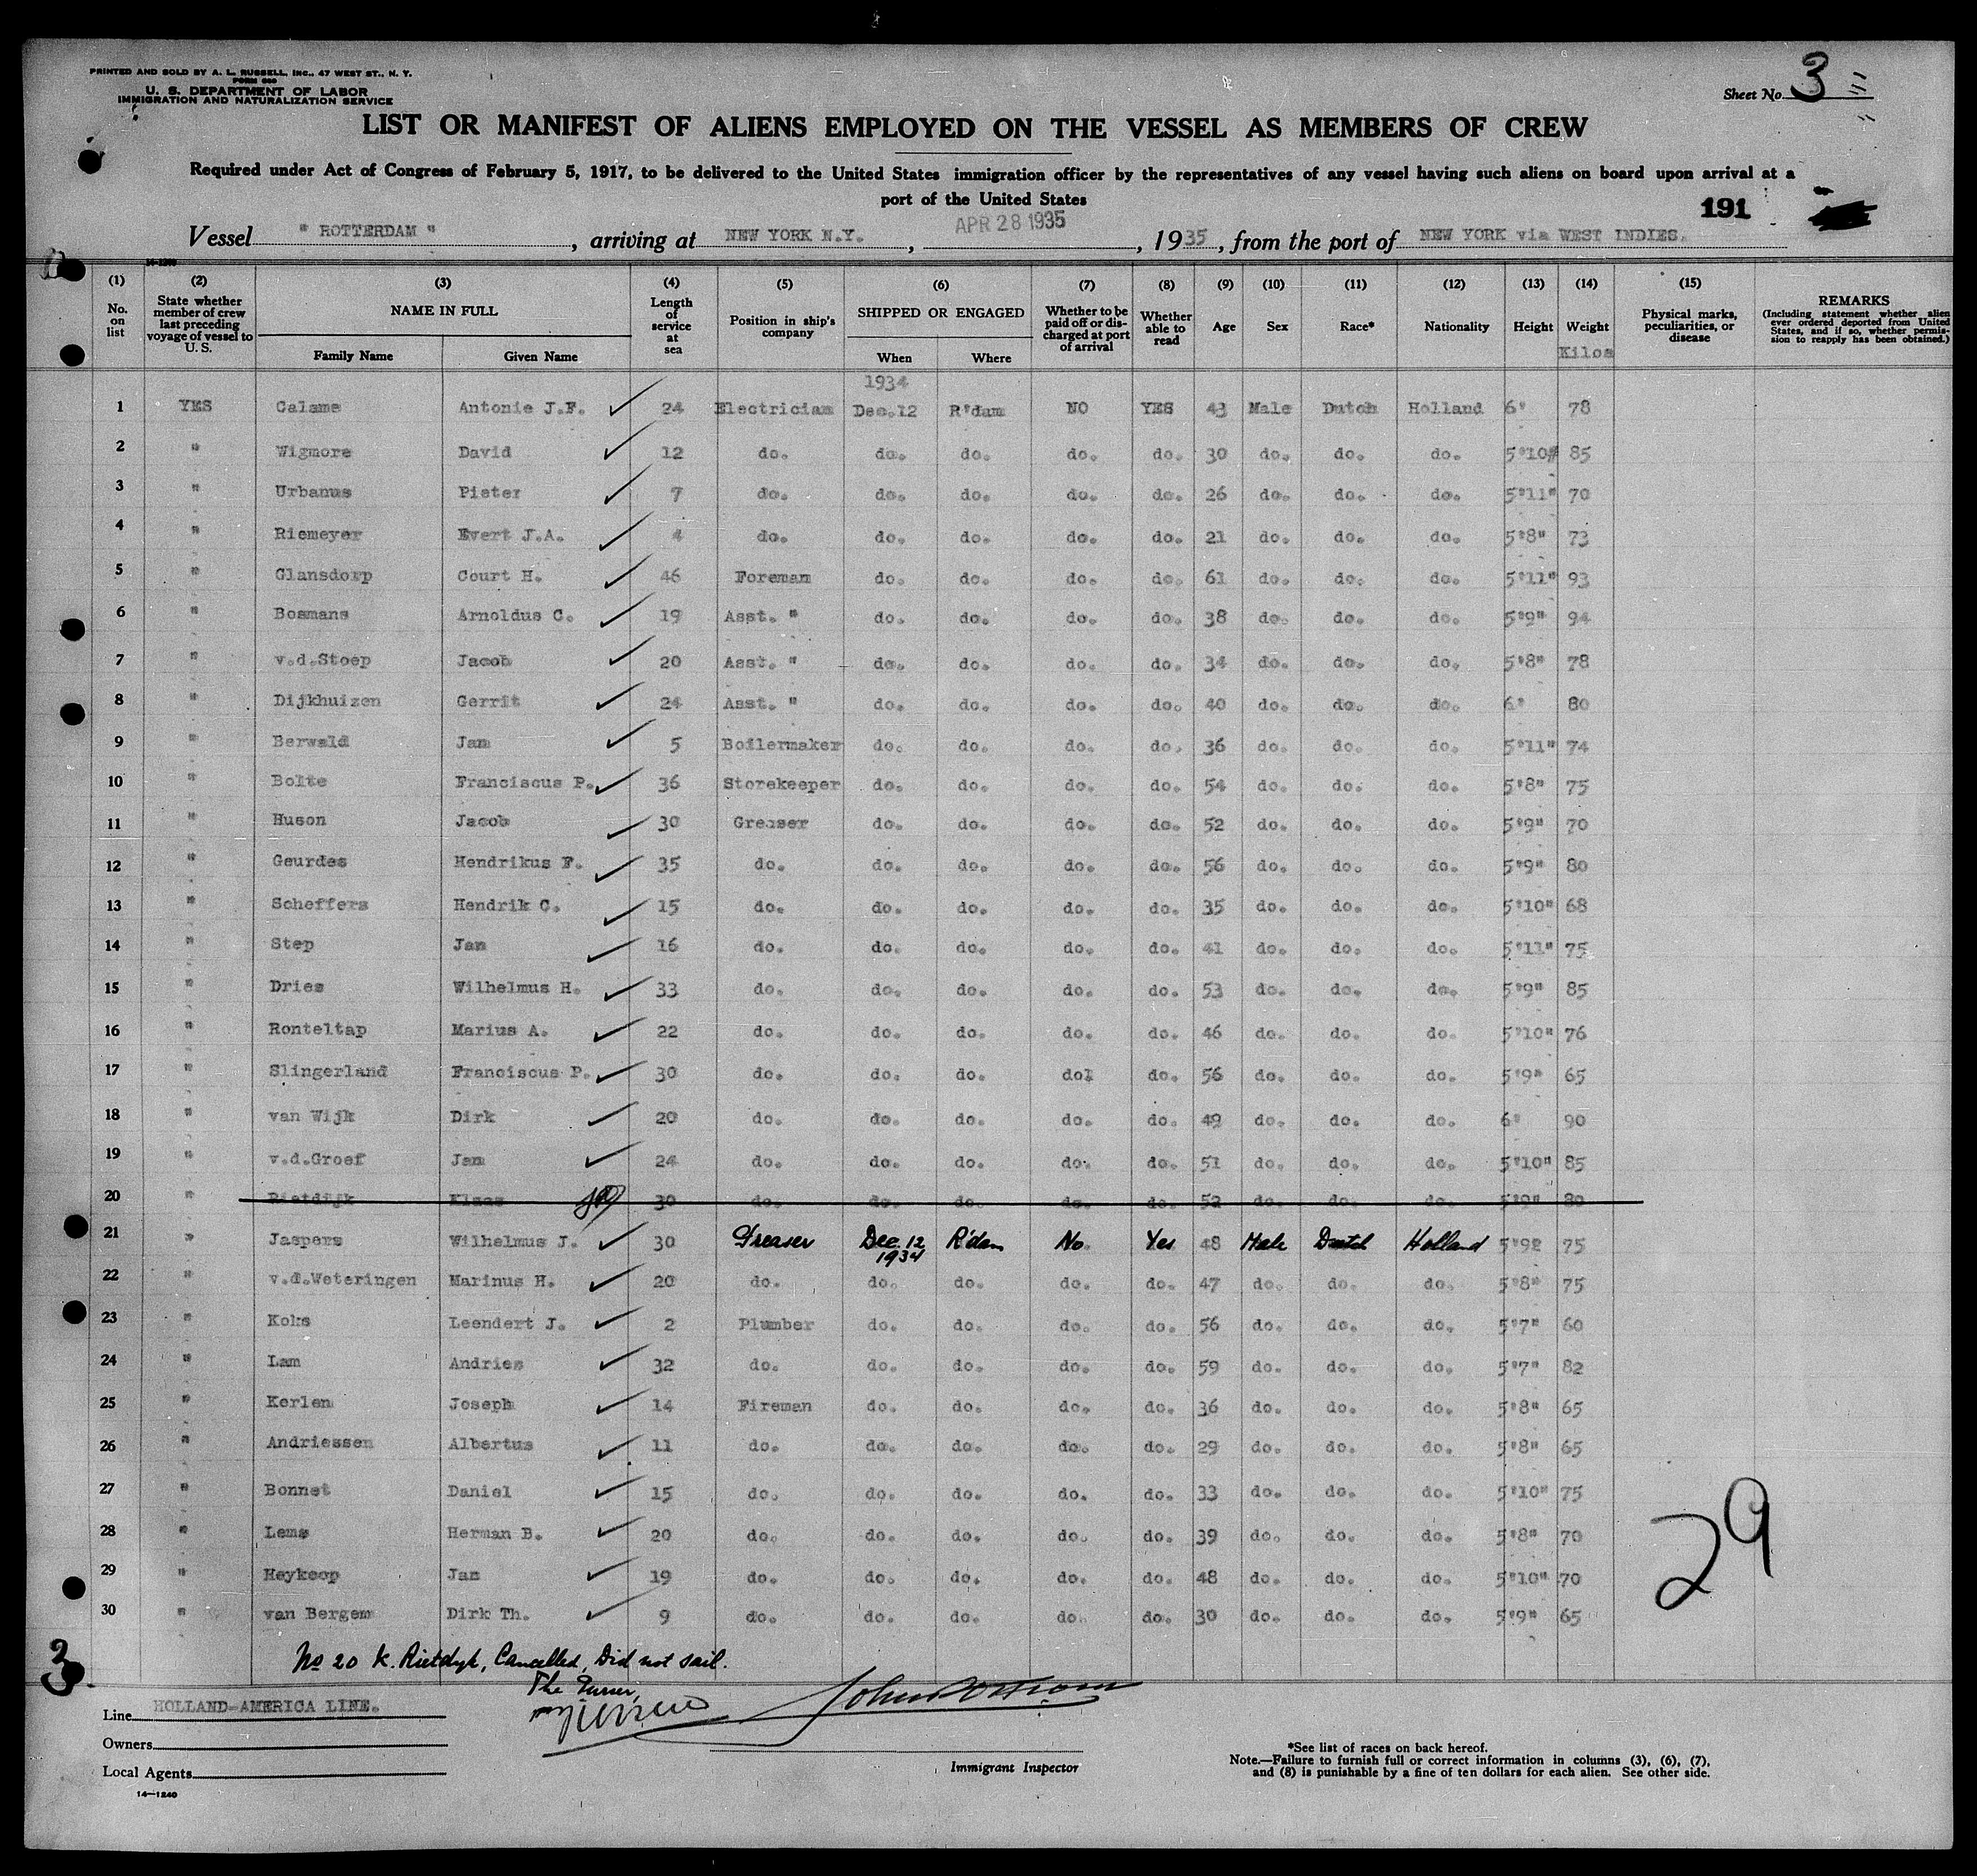 PRINTED AND SOLD BY A. L. RUSSELL, INC., 47 WEST ST., N. Y.
FORM 680
U. S. DEPARTMENT OF LABOR
IMMIGRATION AND NATURALIZATION SERVICE
Sheet No. 3
LIST OR MANIFEST OF ALIENS EMPLOYED ON THE VESSEL AS MEMBERS OF CREW
Required under Act of Congress of February 5, 1917, to be delivered to the United States immigration officer by the representatives of any vessel having such aliens on board upon arrival at a
port of the United States
191
Vessel " ROTTERDAM ", arriving at NEW YORK N.Y., APR 28 1935, 1935, from the port of NEW YORK via WEST INDIES.
(1) (2) (3) (4) (5) (6) (7) (8) (9) (10) (11) (12) (13) (14) (15)
No. on list State whether member of crew last preceding voyage of vessel to U. S. NAME IN FULL Family Name Given Name Length of service at sea Position in ship's company SHIPPED OR ENGAGED When Where Whether to be paid off or discharged at port of arrival Whether able to read Age Sex Race* Nationality Height Weight Kilos Physical marks, peculiarities, or disease REMARKS (Including statement whether alien ever ordered deported from United States, and if so, whether permission to reapply has been obtained.)
1934
1 YES Calame Antonie J.F. 24 Electrician Dec.12 R'dam NO YES 43 Male Dutch Holland 6' 78
2 " Wigmore David 12 do. do. do. do. do. 30 do. do. do. 5'10" 85
3 " Urbanus Pieter 7 do. do. do. do. do. 26 do. do. do. 5'11" 70
4 " Riemeyer Evert J.A. 4 do. do. do. do. do. 21 do. do. do. 5'8" 73
5 " Glansdorp Court H. 46 Foreman do. do. do. do. 61 do. do. do. 5'11" 93
6 " Bosmans Arnoldus C. 19 Asst. " do. do. do. do. 38 do. do. do. 5'9" 94
7 " v.d.Stoep Jacob 20 Asst. " do. do. do. do. 34 do. do. do. 5'8" 78
8 " Dijkhuizen Gerrit 24 Asst. " do. do. do. do. 40 do. do. do. 6' 80
9 " Berwald Jan 5 Boilermaker do. do. do. do. 36 do. do. do. 5'11" 74
10 " Bolte Franciscus P. 36 Storekeeper do. do. do. do. 54 do. do. do. 5'8" 75
11 " Huson Jacob 30 Greaser do. do. do. do. 52 do. do. do. 5'9" 70
12 " Geurdes Hendrikus F. 35 do. do. do. do. do. 56 do. do. do. 5'9" 80
13 " Scheffers Hendrik C. 15 do. do. do. do. do. 35 do. do. do. 5'10" 68
14 " Step Jan 16 do. do. do. do. do. 41 do. do. do. 5'11" 75
15 " Dries Wilhelmus H. 33 do. do. do. do. do. 53 do. do. do. 5'9" 85
16 " Ronteltap Marius A. 22 do. do. do. do. do. 46 do. do. do. 5'10" 76
17 " Slingerland Franciscus P. 30 do. do. do. do. do. 56 do. do. do. 5'9" 65
18 " van Wijk Dirk 20 do. do. do. do. do. 49 do. do. do. 6' 90
19 " v.d.Groef Jan 24 do. do. do. do. do. 51 do. do. do. 5'10" 85
20 " Rietdijk Klaas 30 do. do. do. do. do. 52 do. do. do. 5'9" 80
21 " Jaspers Wilhelmus J. 30 Greaser Dec. 12 1934 R'dam No. Yes 48 Male Dutch Holland 5'9" 75
22 " v.d.Weteringen Marinus H. 20 do. do. do. do. do. 47 do. do. do. 5'8" 75
23 " Koks Leendert J. 2 Plumber do. do. do. do. 56 do. do. do. 5'7" 60
24 " Lam Andries 32 do. do. do. do. do. 59 do. do. do. 5'7" 82
25 " Kerlen Joseph 14 Fireman do. do. do. do. 36 do. do. do. 5'8" 65
26 " Andriessen Albertus 11 do. do. do. do. do. 29 do. do. do. 5'8" 65
27 " Bonnet Daniel 15 do. do. do. do. do. 33 do. do. do. 5'10" 75
28 " Lems Herman B. 20 do. do. do. do. do. 39 do. do. do. 5'8" 70
29 " Heykoop Jan 19 do. do. do. do. do. 48 do. do. do. 5'10" 70
30 " van Bergen Dirk Th. 9 do. do. do. do. do. 30 do. do. do. 5'9" 65
29
No 20 K. Rietdyk, Cancelled, Did not sail.
The Purser,
3
Line HOLLAND-AMERICA LINE.
Owners
Local Agents
14—1240
Immigrant Inspector
*See list of races on back hereof.
Note.—Failure to furnish full or correct information in columns (3), (6), (7),
and (8) is punishable by a fine of ten dollars for each alien. See other side.